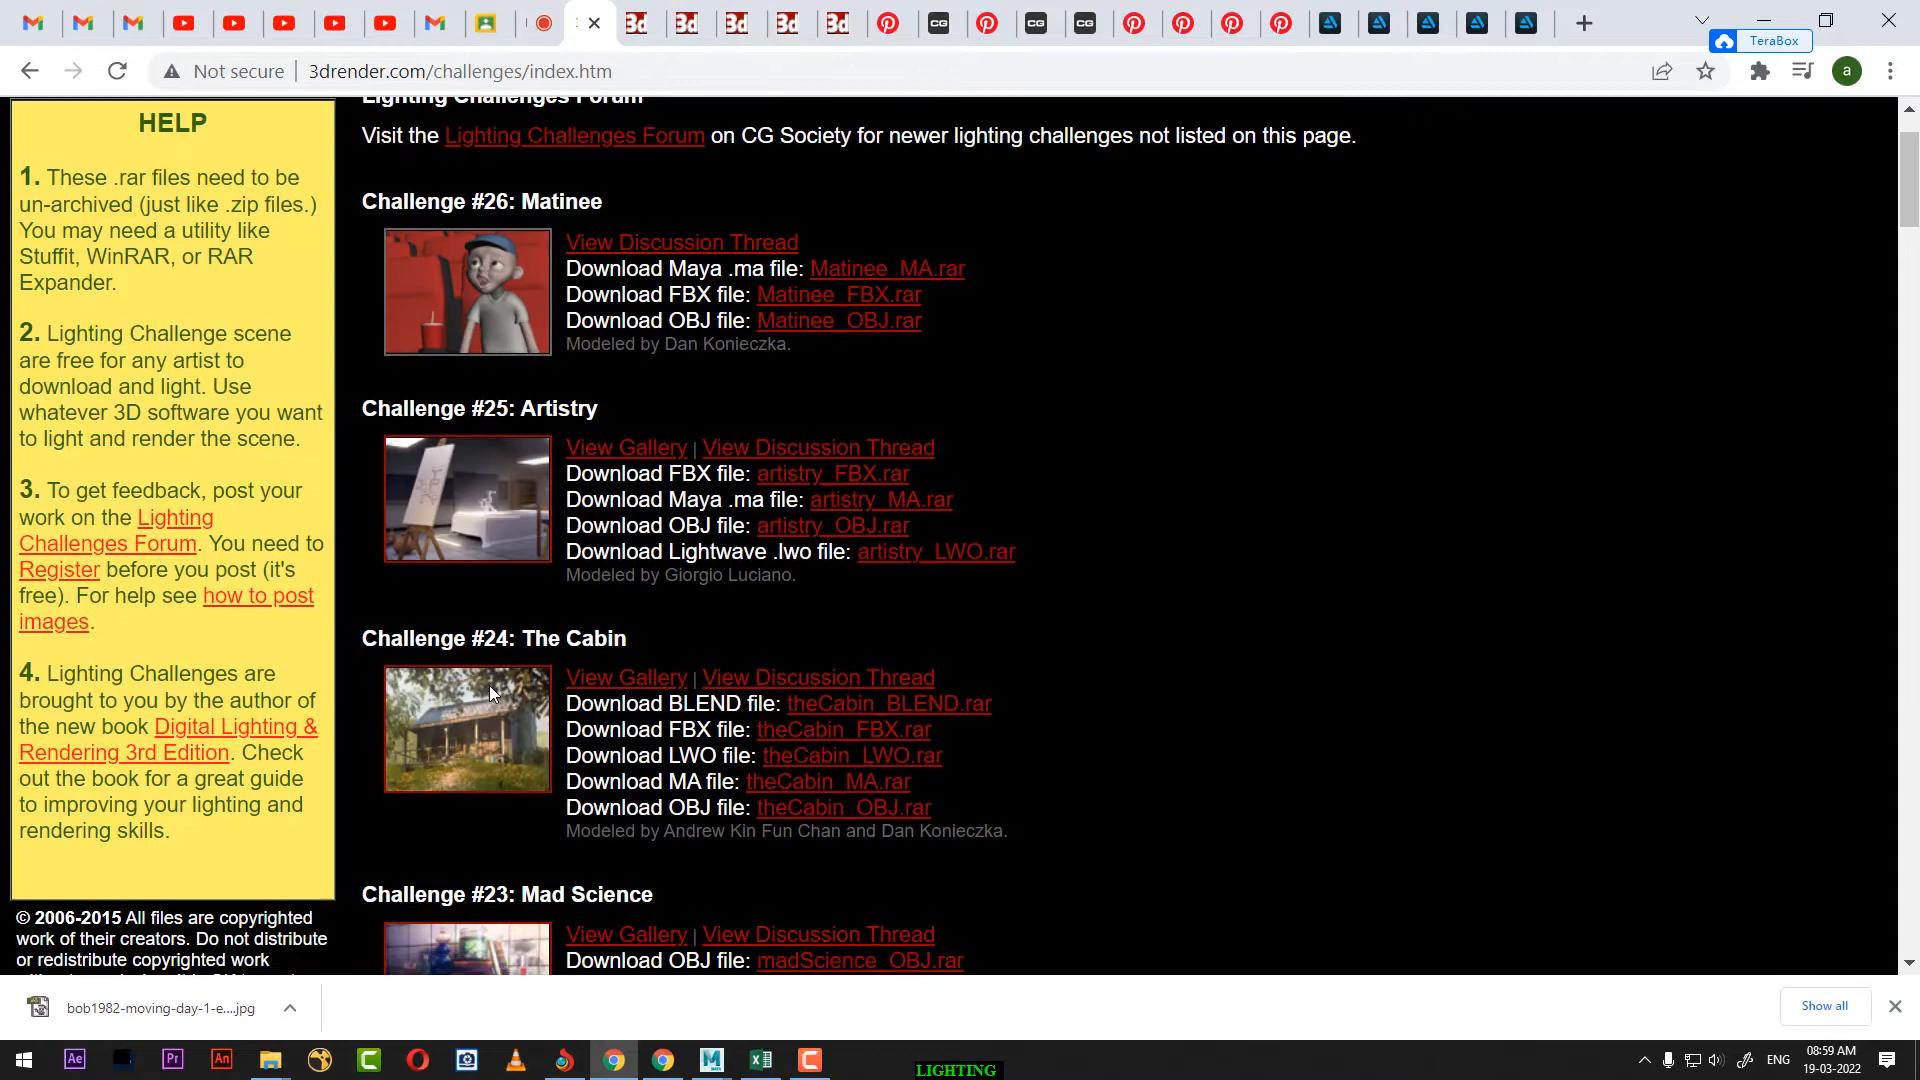 TeraBox
Not secure
3drender.com/challenges/index.htm
a
HELP
1. These .rar files need to be
un-archived (just like .zip files.)
You may need a utility like
Stuffit, WinRAR, or RAR
Expander.
2. Lighting Challenge scene
are free for any artist to
download and light. Use
whatever 3D software you want
to light and render the scene.
3. To get feedback, post your
work on the Lighting
Challenges Forum. You need to
Register before you post (it's
free). For help see how to post
images.
4. Lighting Challenges are
brought to you by the author of
the new book Digital Lighting &
Rendering 3rd Edition. Check
out the book for a great guide
to improving your lighting and
rendering skills.
© 2006-2015 All files are copyrighted
work of their creators. Do not distribute
or redistribute copyrighted work
Lighting Challenges Forum
Visit the Lighting Challenges Forum on CG Society for newer lighting challenges not listed on this page.
Challenge #26: Matinee
View Discussion Thread
Download Maya .ma file: Matinee_MA.rar
Download FBX file: Matinee_FBX.rar
Download OBJ file: Matinee_OBJ.rar
Modeled by Dan Konieczka.
Challenge #25: Artistry
View Gallery | View Discussion Thread
Download FBX file: artistry_FBX.rar
Download Maya .ma file: artistry_MA.rar
Download OBJ file: artistry_OBJ.rar
Download Lightwave .lwo file: artistry_LWO.rar
Modeled by Giorgio Luciano.
Challenge #24: The Cabin
View Gallery | View Discussion Thread
Download BLEND file: theCabin_BLEND.rar
Download FBX file: theCabin_FBX.rar
Download LWO file: theCabin_LWO.rar
Download MA file: theCabin_MA.rar
Download OBJ file: theCabin_OBJ.rar
Modeled by Andrew Kin Fun Chan and Dan Konieczka.
Challenge #23: Mad Science
View Gallery | View Discussion Thread
Download OBJ file: madScience_OBJ.rar
bob1982-moving-day-1-e....jpg
Show all
LIGHTING
ENG
08:59 AM
19-03-2022